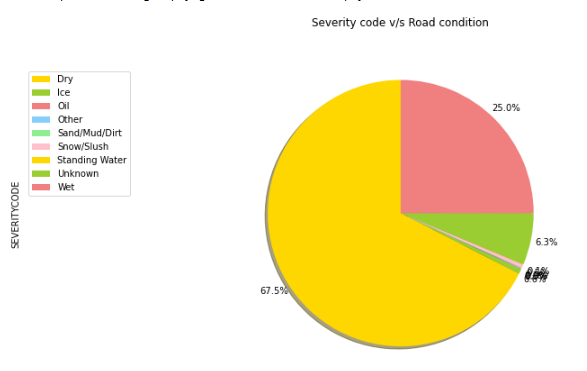 Severity code v/s Road condition
Dry
Ice
Oil
Other
Sand/Mud/Dirt
Snow/Slush
Standing Water
Unknown
Wet
SEVERITYCODE
25.0%
6.3%
67.5%